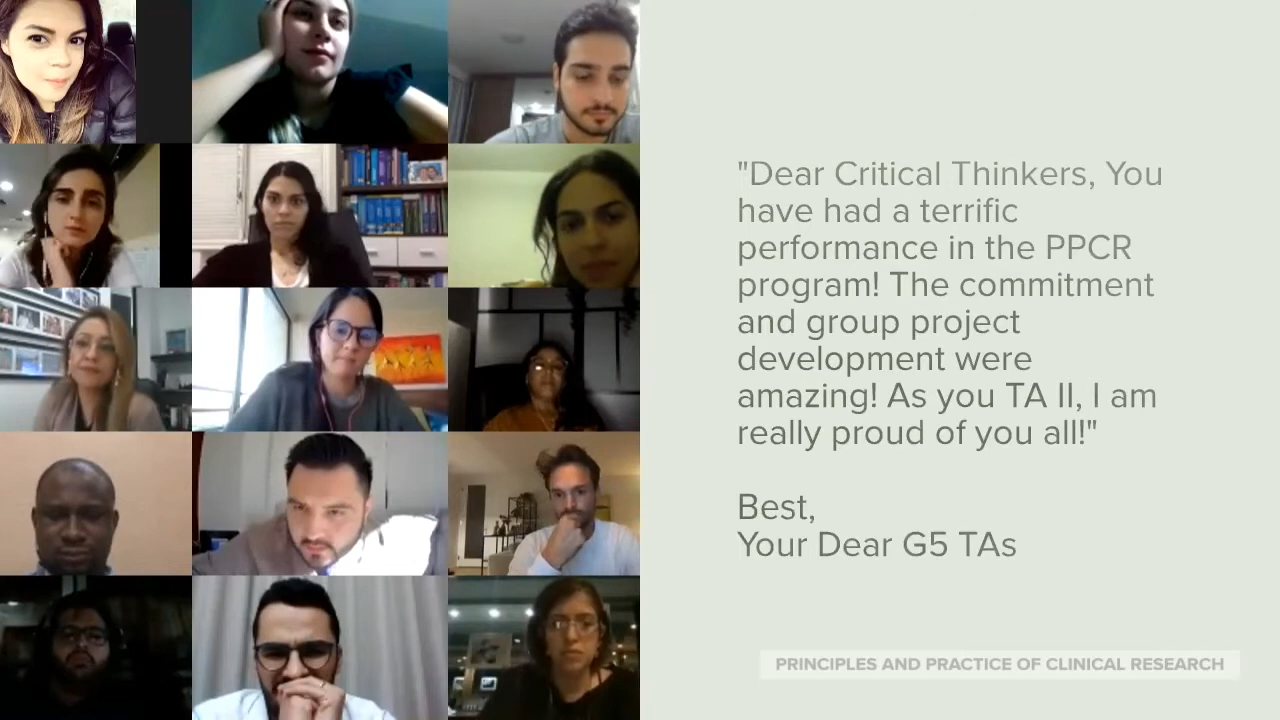 "Dear Critical Thinkers, You
have had a terrific
performance in the PPCR
program! The commitment
and group project
development were
amazing! As you TA II, I am
really proud of you all!"
Best,
Your Dear G5 TAs
PRINCIPLES AND PRACTICE OF CLINICAL RESEARCH